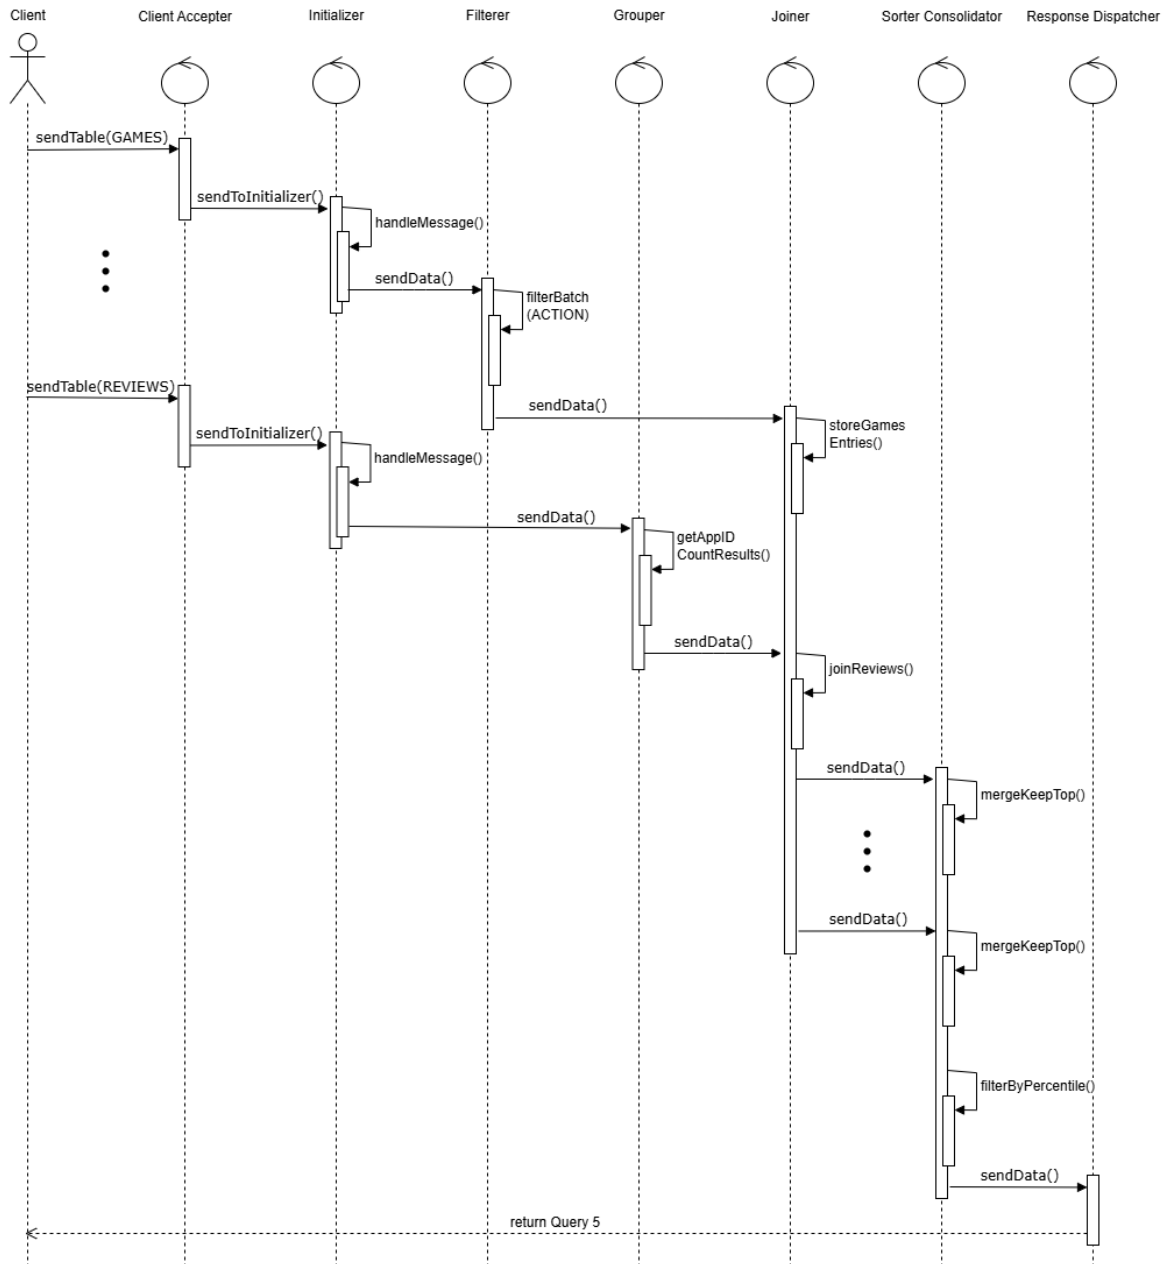 Client
Client Accepter
Initializer
Filterer
Grouper
Joiner
Sorter Consolidator
Response Dispatcher
sendTable(GAMES)
sendToInitializer()
handleMessage()
sendData()
filterBatch
(ACTION)
sendTable(REVIEWS)
sendData()
storeGames
Entries()
sendToInitializer()
handleMessage()
sendData()
getAppID
CountResults()
sendData()
joinReviews()
sendData()
mergeKeepTop()
sendData()
mergeKeepTop()
filterByPercentile()
sendData()
return Query 5